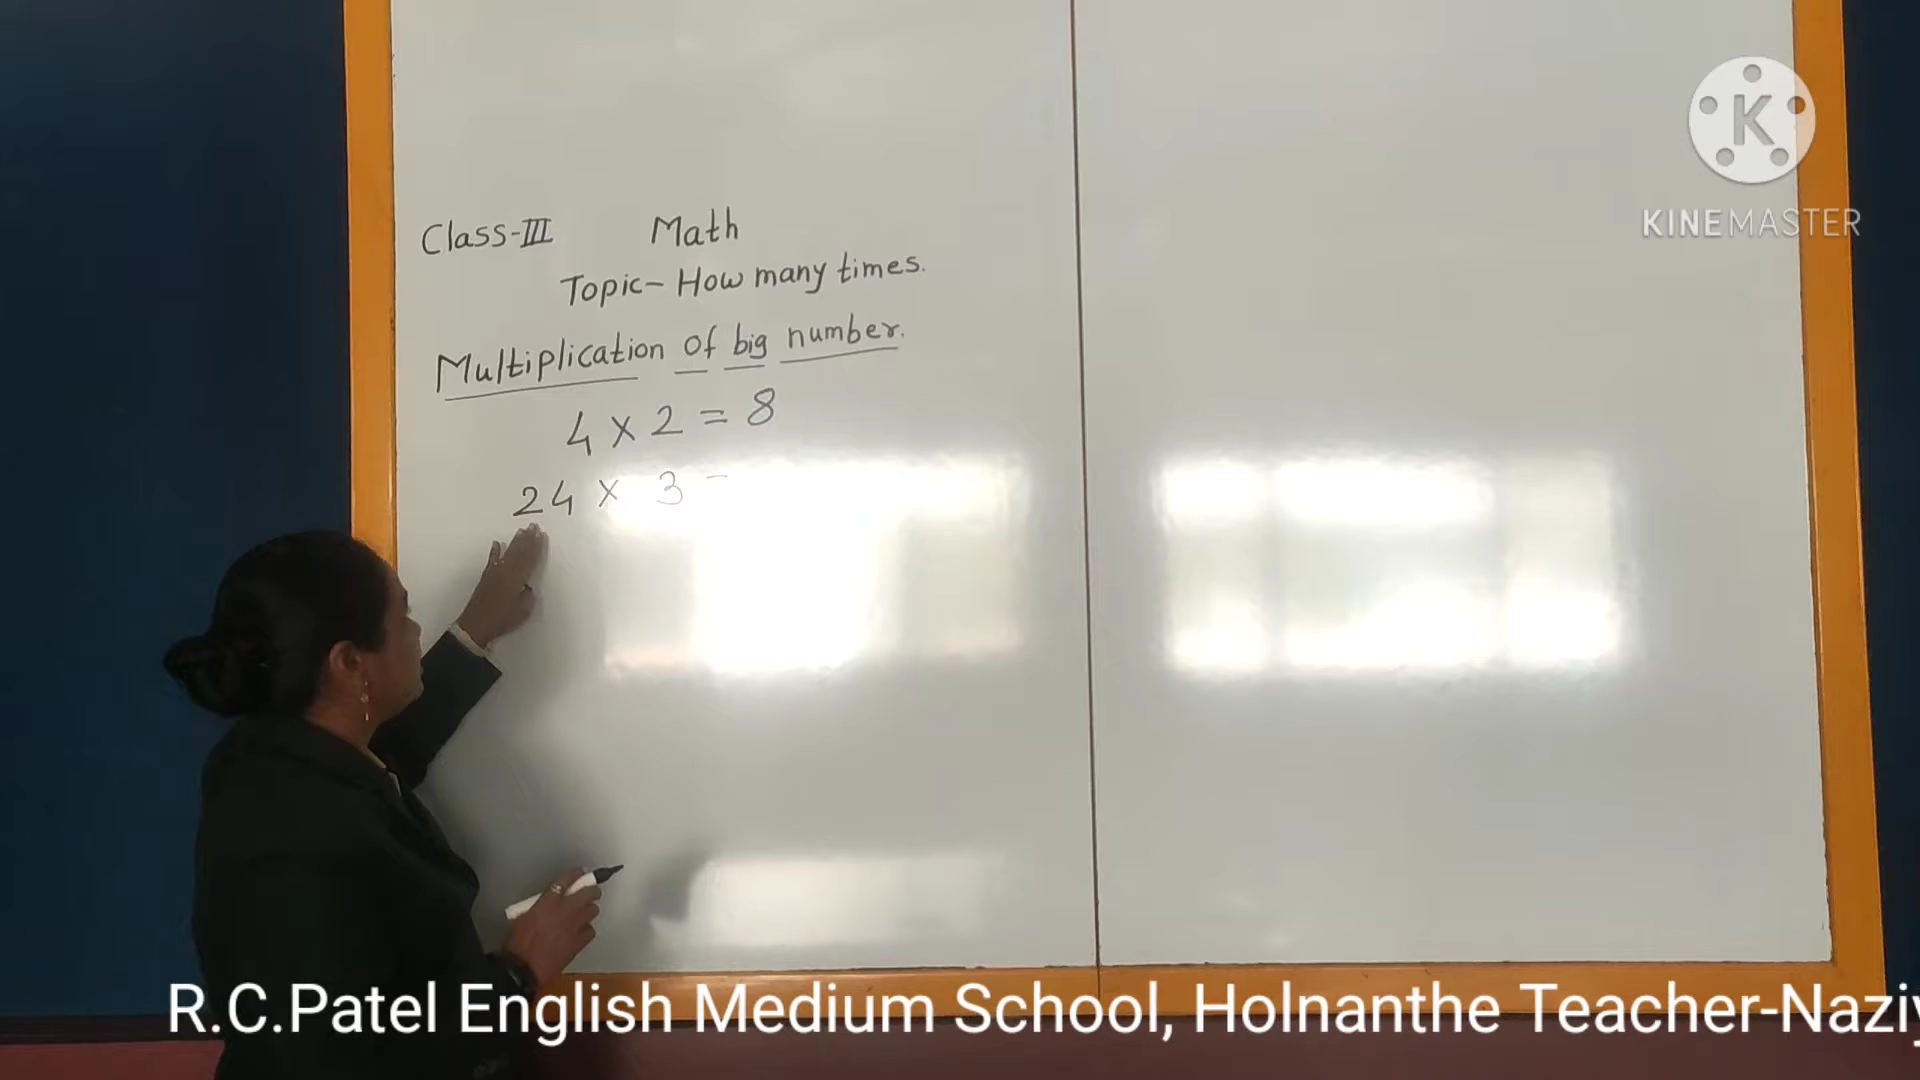 Class-III Math
Topic- How many times.
Multiplication of big number.
4 x 2 = 8
24 x 3 =
K
KINEMASTER
R.C.Patel English Medium School, Holnanthe Teacher-Naziy